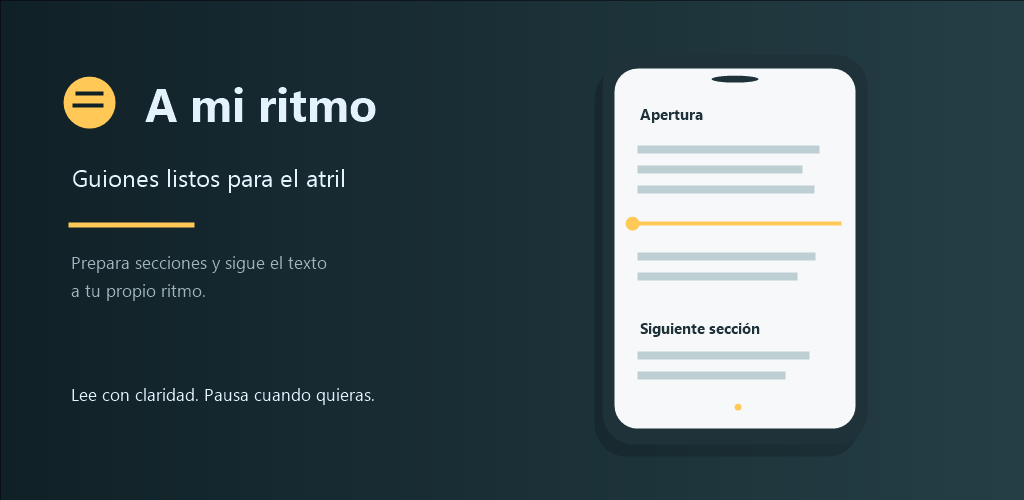 A mi ritmo
Guiones listos para el atril
Prepara secciones y sigue el texto
a tu propio ritmo.
Lee con claridad. Pausa cuando quieras.
Apertura
Siguiente sección